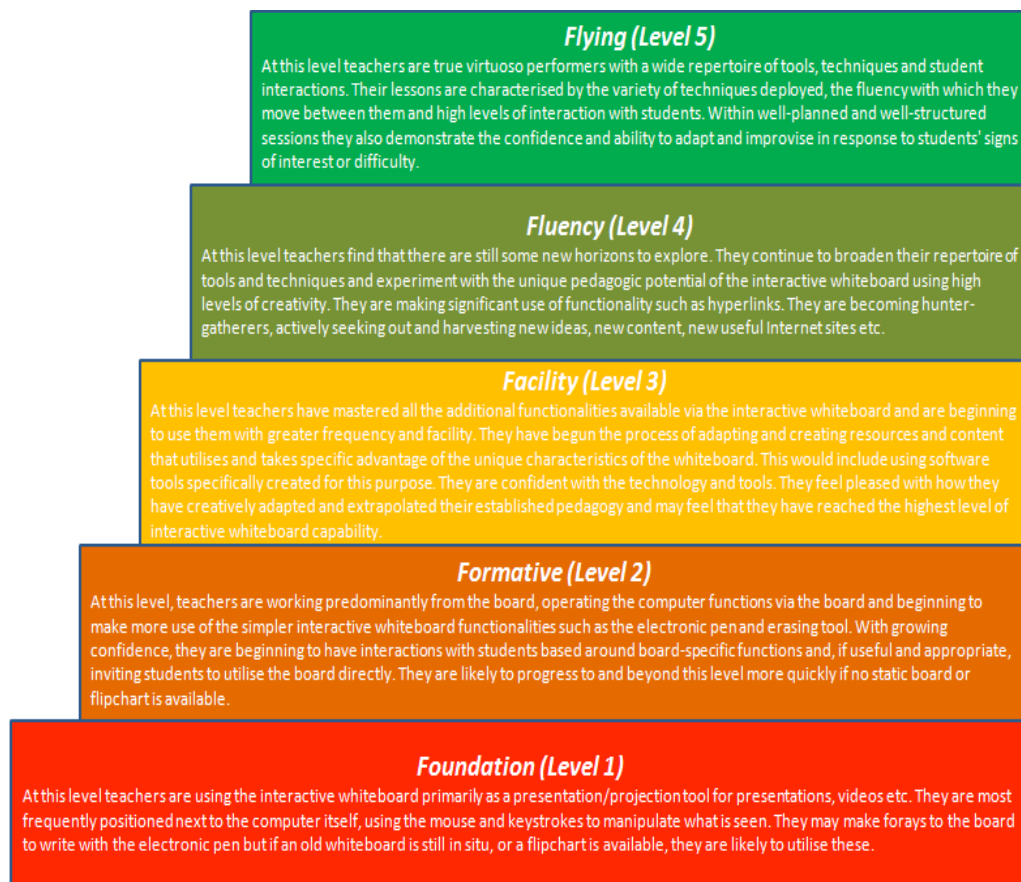 Flying (Level 5)
At this level teachers are true virtuoso performers with a wide repertoire of tools, techniques and student
interactions. Their lessons are characterised by the variety of techniques deployed, the fluency with which they
move between them and high levels of interaction with students. Within well-planned and well-structured
sessions they also demonstrate the confidence and ability to adapt and improvise in response to students' signs
of interest or difficulty.
Fluency (Level 4)
At this level teachers find that there are still some new horizons to explore. They continue to broaden their repertoire of
tools and techniques and experiment with the unique pedagogic potential of the interactive whiteboard using high
levels of creativity. They are making significant use of functionality such as hyperlinks. They are becoming hunter-
gatherers, actively seeking out and harvesting new ideas, new content, new useful Internet sites etc.
Facility (Level 3)
At this level teachers have mastered all the additional functionalities available via the interactive whiteboard and are beginning
to use them with greater frequency and facility. They have begun the process of adapting and creating resources and content
that utilises and takes specific advantage of the unique characteristics of the whiteboard. This would include using software
tools specifically created for this purpose. They are confident with the technology and tools. They feel pleased with how they
have creatively adapted and extrapolated their established pedagogy and may feel that they have reached the highest level of
interactive whiteboard capability.
Formative (Level 2)
At this level, teachers are working predominantly from the board, operating the computer functions via the board and beginning to
make more use of the simpler interactive whiteboard functionalities such as the electronic pen and erasing tool. With growing
confidence, they are beginning to have interactions with students based around board-specific functions and, if useful and appropriate,
inviting students to utilise the board directly. They are likely to progress to and beyond this level more quickly if no static board or
flipchart is available.
Foundation (Level 1)
At this level teachers are using the interactive whiteboard primarily as a presentation/projection tool for presentations, videos etc. They are most
frequently positioned next to the computer itself, using the mouse and keystrokes to manipulate what is seen. They may make forays to the board
to write with the electronic pen but if an old whiteboard is still in situ, or a flipchart is available, they are likely to utilise these.